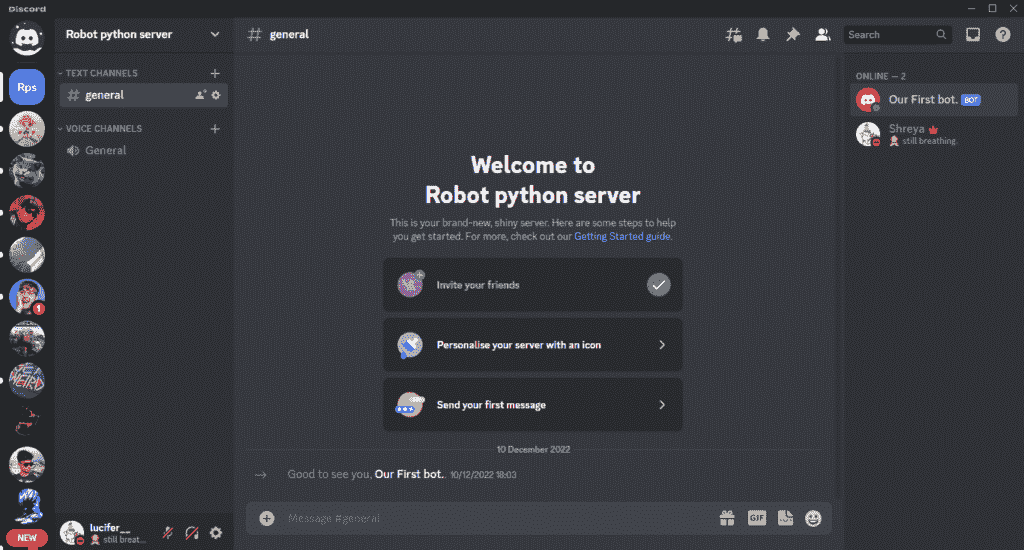 Discord
Robot python server
general
Search
Rps
TEXT CHANNELS
general
VOICE CHANNELS
General
Welcome to
Robot python server
This is your brand-new, shiny server. Here are some steps to help
you get started. For more, check out our Getting Started guide.
Invite your friends
Personalise your server with an icon
Send your first message
10 December 2022
Good to see you, Our First bot.. 10/12/2022 18:03
Message #general
GIF
ONLINE — 2
Our First bot. BOT
Shreya
still breathing.
1
WEIRD
NEW
lucifer__
still breat...